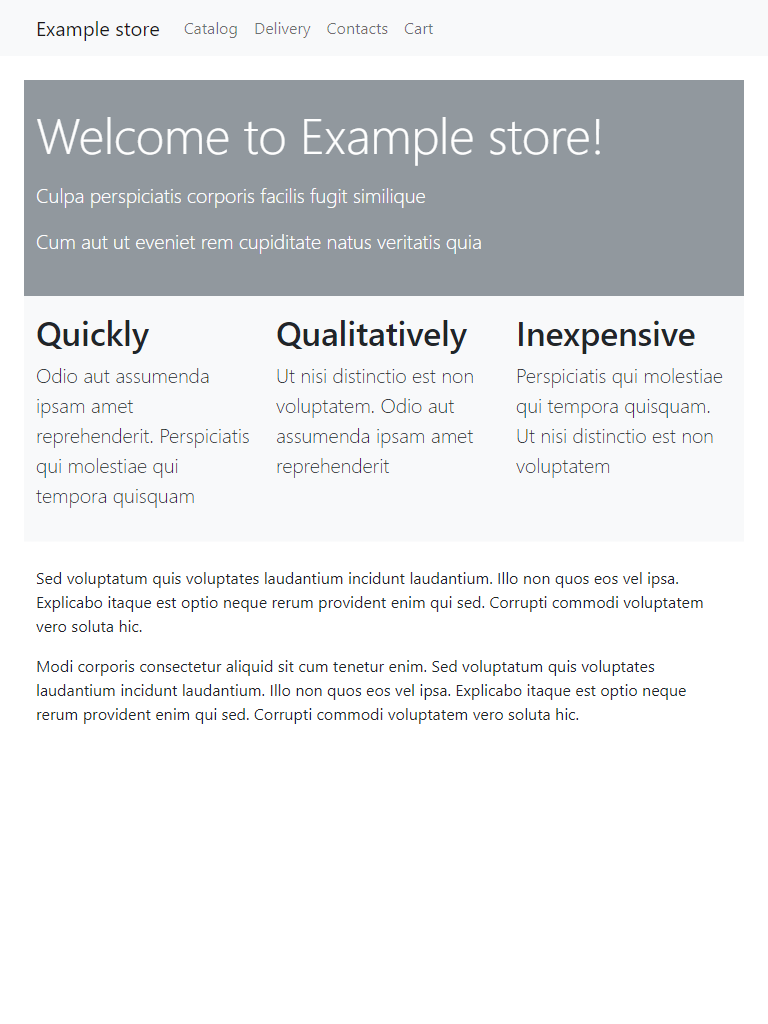 Example store Catalog Delivery Contacts Cart
Welcome to Example store!
Culpa perspiciatis corporis facilis fugit similique
Cum aut ut eveniet rem cupiditate natus veritatis quia
Quickly
Odio aut assumenda
ipsam amet
reprehenderit. Perspiciatis
qui molestiae qui
tempora quisquam
Qualitatively
Ut nisi distinctio est non
voluptatem. Odio aut
assumenda ipsam amet
reprehenderit
Inexpensive
Perspiciatis qui molestiae
qui tempora quisquam.
Ut nisi distinctio est non
voluptatem
Sed voluptatum quis voluptates laudantium incidunt laudantium. Illo non quos eos vel ipsa.
Explicabo itaque est optio neque rerum provident enim qui sed. Corrupti commodi voluptatem
vero soluta hic.
Modi corporis consectetur aliquid sit cum tenetur enim. Sed voluptatum quis voluptates
laudantium incidunt laudantium. Illo non quos eos vel ipsa. Explicabo itaque est optio neque
rerum provident enim qui sed. Corrupti commodi voluptatem vero soluta hic.